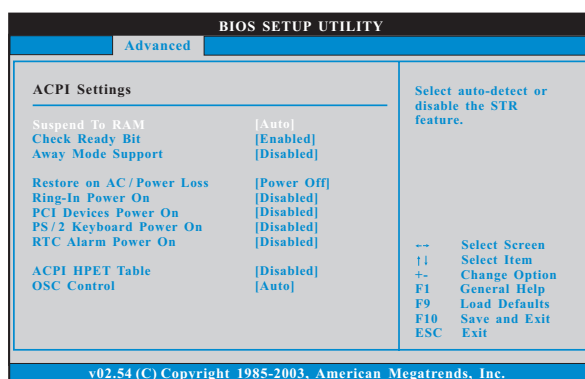 BIOS SETUP UTILITY
Advanced
ACPI Settings
Suspend To RAM [Auto]
Check Ready Bit [Enabled]
Away Mode Support [Disabled]
Restore on AC / Power Loss [Power Off]
Ring-In Power On [Disabled]
PCI Devices Power On [Disabled]
PS / 2 Keyboard Power On [Disabled]
RTC Alarm Power On [Disabled]
ACPI HPET Table [Disabled]
OSC Control [Auto]
Select auto-detect or
disable the STR
feature.
←→ Select Screen
↑↓ Select Item
+- Change Option
F1 General Help
F9 Load Defaults
F10 Save and Exit
ESC Exit
v02.54 (C) Copyright 1985-2003, American Megatrends, Inc.